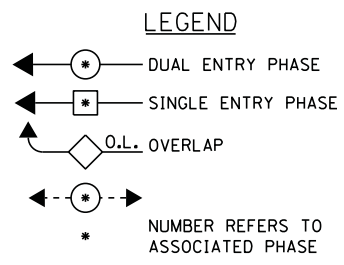 LEGEND
* DUAL ENTRY PHASE
* SINGLE ENTRY PHASE
O.L. OVERLAP
*
* NUMBER REFERS TO
ASSOCIATED PHASE